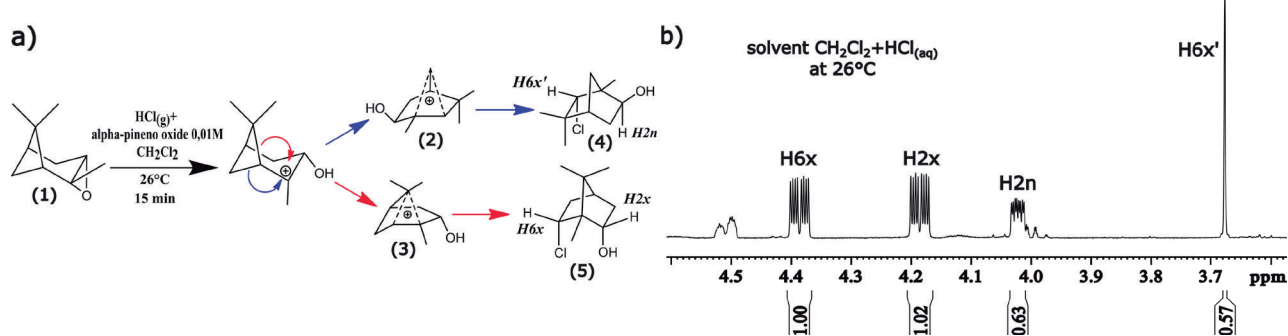 a)
HCl(g)+
alpha-pineno oxide 0,01M
CH2Cl2
26°C
15 min
(1)
OH
HO
(2)
H6x'
OH
Cl
H
H2n
(4)
OH
(3)
H2x
H
H
H6x
Cl
OH
(5)
O
b)
solvent CH2Cl2+HCl(aq)
at 26°C
H6x'
H6x
H2x
H2n
4.5 4.4 4.3 4.2 4.1 4.0 3.9 3.8 3.7 ppm
1.00
1.02
0.63
0.57